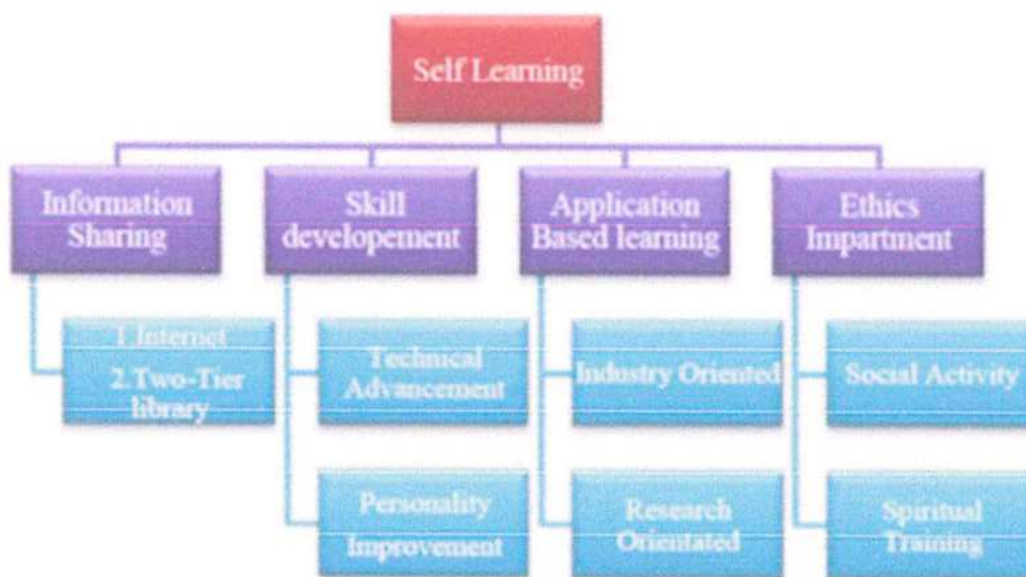 Self Learning
Information
Sharing
Skill
developement
Application
Based learning
Ethics
Impartment
1.Internet
2.Two-Tier
library
Technical
Advancement
Industry Oriented
Social Activity
Personality
Improvement
Research
Orientated
Spiritual
Training